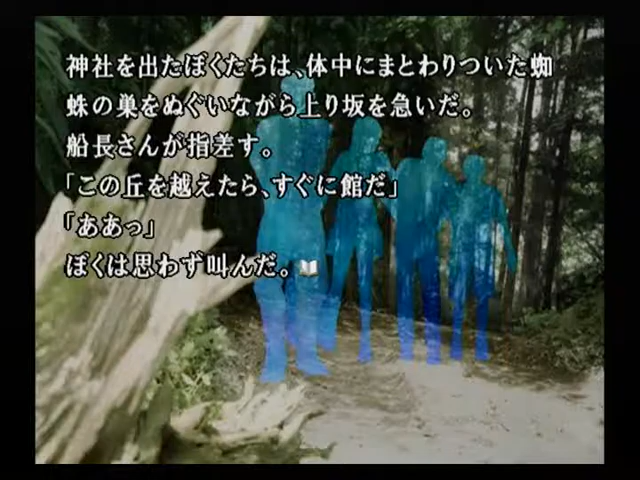 神社を出たぼくたちは、体中にまとわりついた蜘
蛛の巣をぬぐいながら上り坂を急いだ。
船長さんが指差す。
「この丘を越えたら、すぐに館だ」
「ああっ」
ぼくは思わず叫んだ。